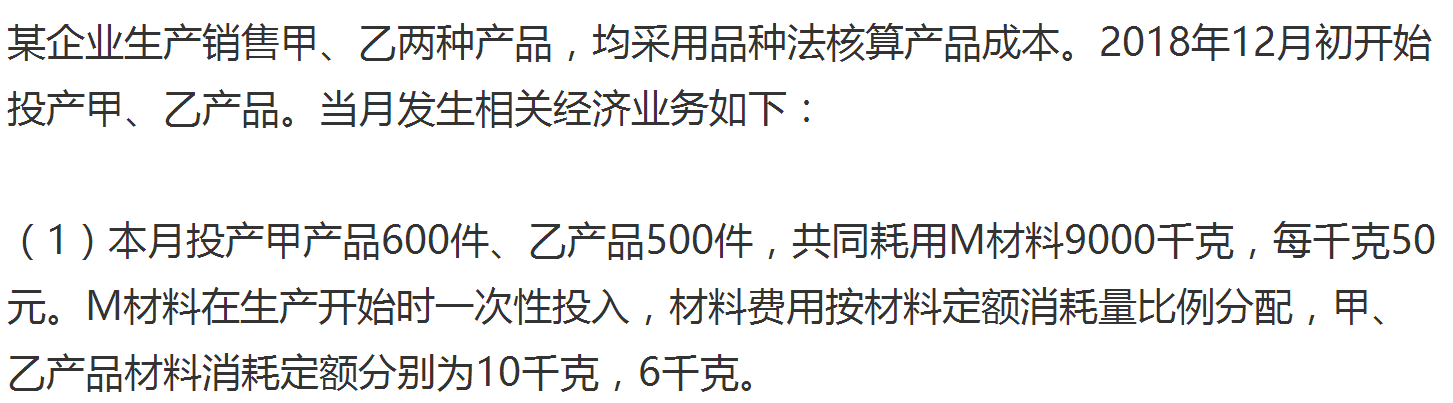 某企业生产销售甲、乙两种产品，均采用品种法核算产品成本。2018年12月初开始
投产甲、乙产品。当月发生相关经济业务如下：
（1）本月投产甲产品600件、乙产品500件，共同耗用M材料9000千克，每千克50
元。M材料在生产开始时一次性投入，材料费用按材料定额消耗量比例分配，甲、
乙产品材料消耗定额分别为10千克，6千克。